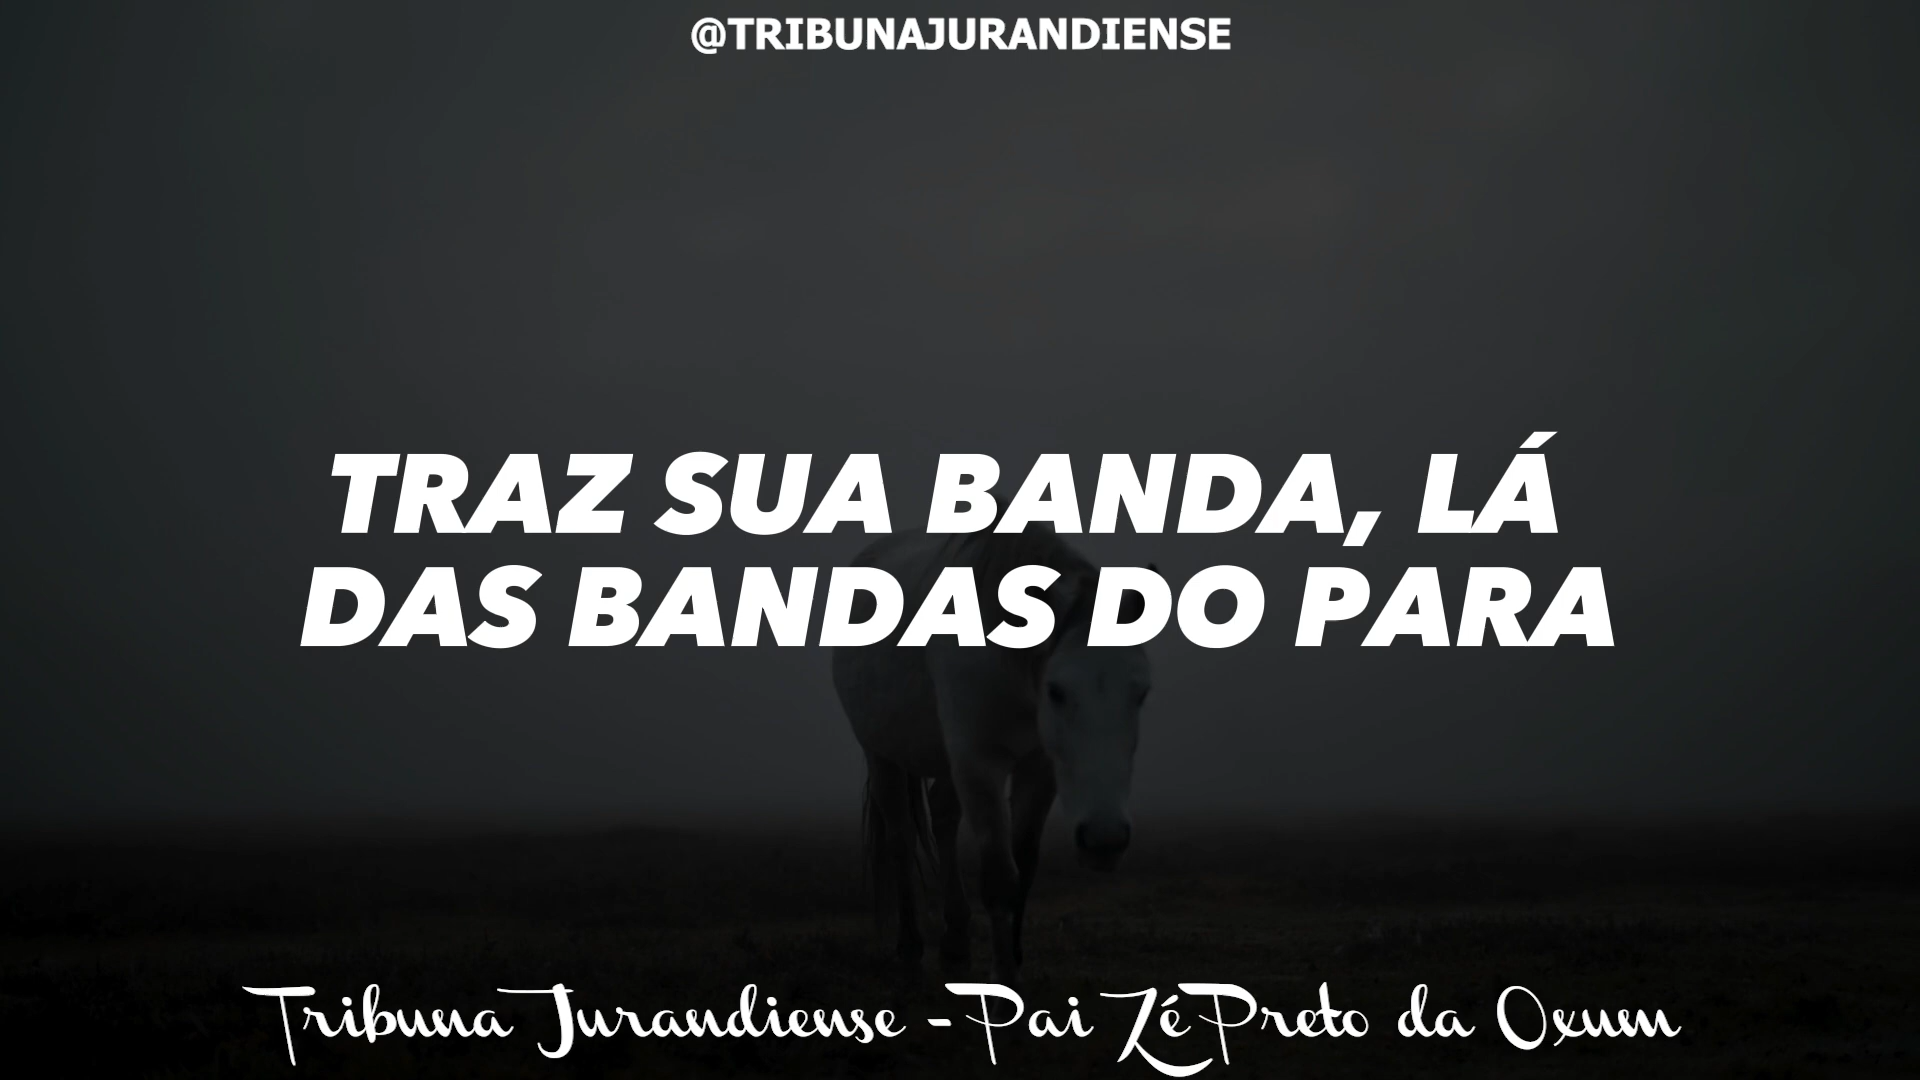 @TRIBUNAJURANDIENSE
TRAZ SUA BANDA, LÁ
DAS BANDAS DO PARA
Tribuna Jurandiense - Pai Zé Preto da Oxum